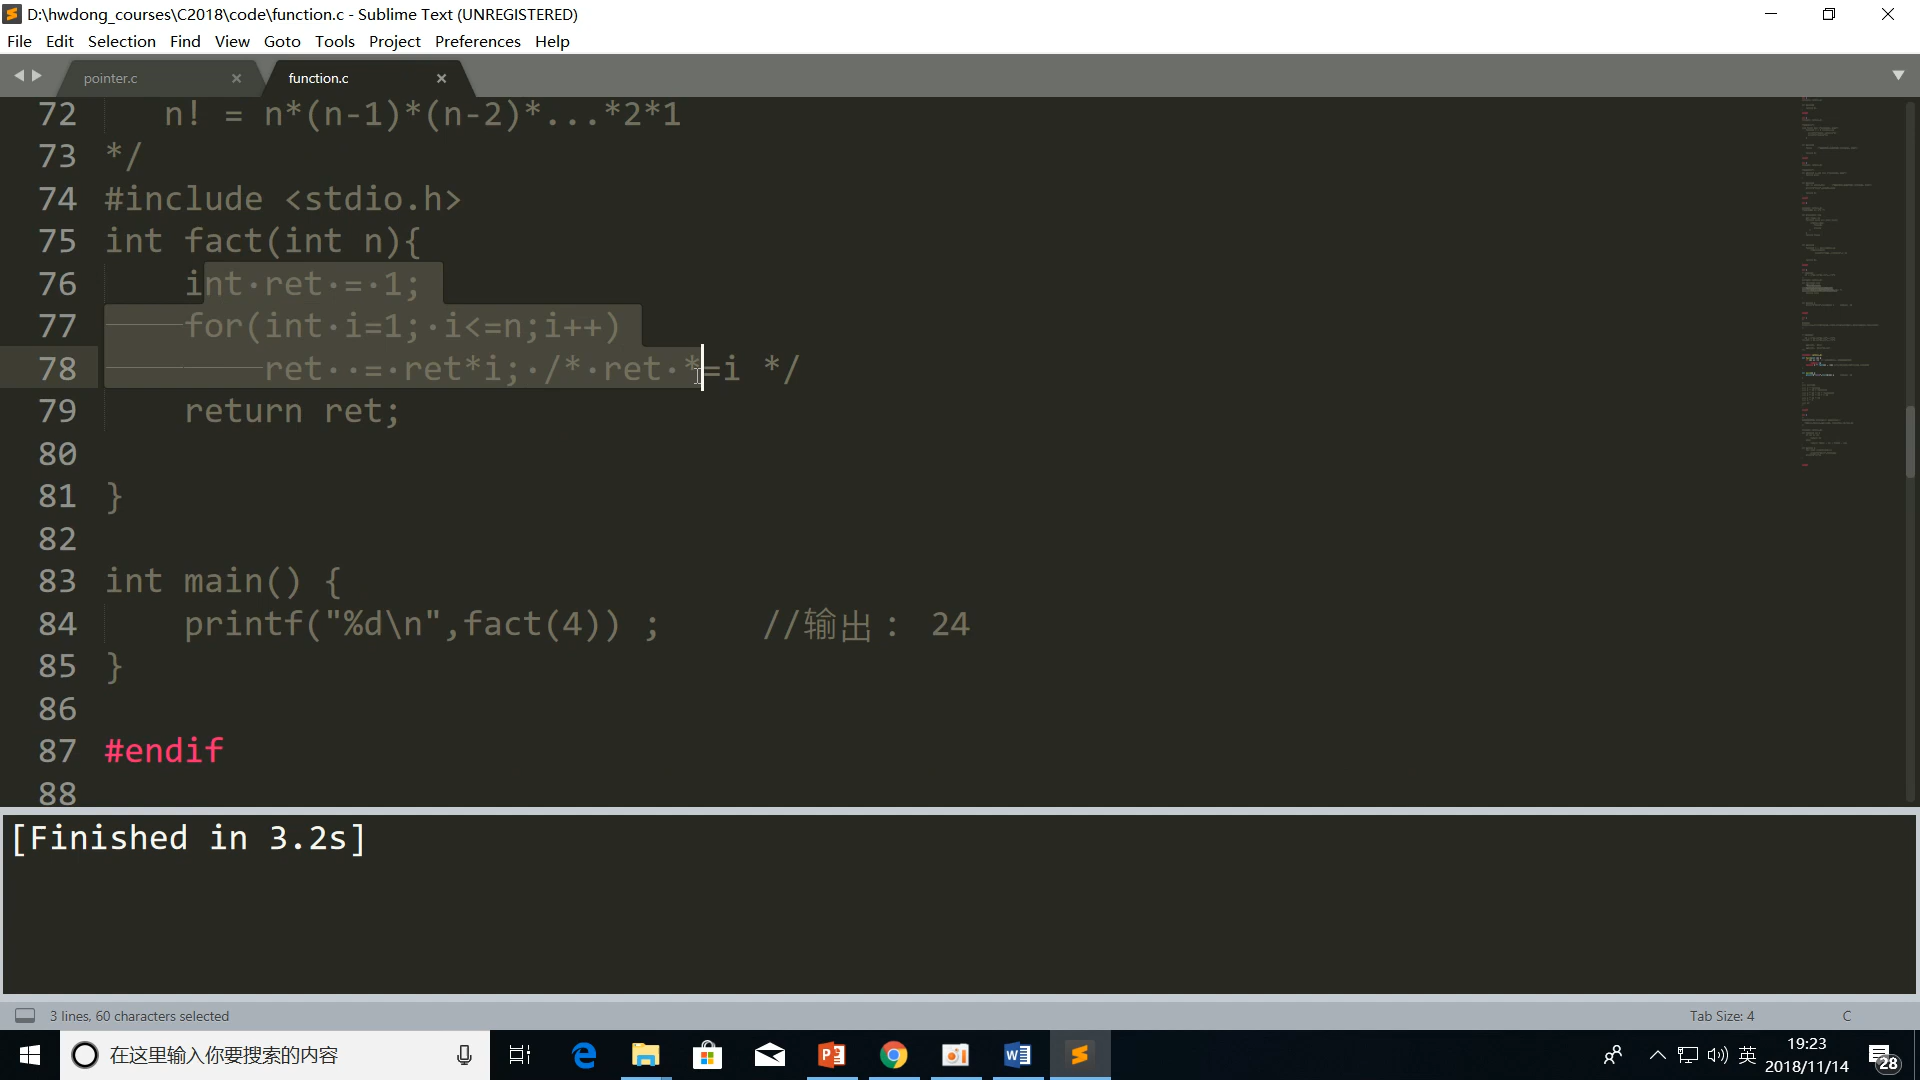 D:\hwdong_courses\C2018\code\function.c - Sublime Text (UNREGISTERED)
File Edit Selection Find View Goto Tools Project Preferences Help
pointer.c function.c
72 n! = n*(n-1)*(n-2)*...*2*1
73 */
74 #include <stdio.h>
75 int fact(int n){
76 int ret = 1;
77 for(int i=1; i<=n;i++)
78 ret  = ret*i; /* ret *=i */
79 return ret;
80
81 }
82
83 int main() {
84 printf("%d\n",fact(4)) ; //输出： 24
85 }
86
87 #endif
88
[Finished in 3.2s]
3 lines, 60 characters selected Tab Size: 4 C
在这里输入你要搜索的内容 英 19:23
2018/11/14 28